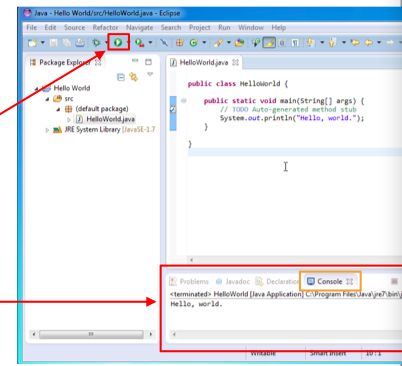 Java - Hello World/src/HelloWorld.java - Eclipse
File Edit Source Refactor Navigate Search Project Run Window Help
Package Explorer
HelloWorld.java
Hello World
src
(default package)
HelloWorld.java
JRE System Library [JavaSE-1.7
public class HelloWorld {
public static void main(String[] args) {
// TODO Auto-generated method stub
System.out.println("Hello, world.");
}
}
Problems Javadoc Declaration Console
<terminated> HelloWorld [Java Application] C:\Program Files\Java\jre7\bin\j
Hello, world.
Writable Smart Insert 10 : 1